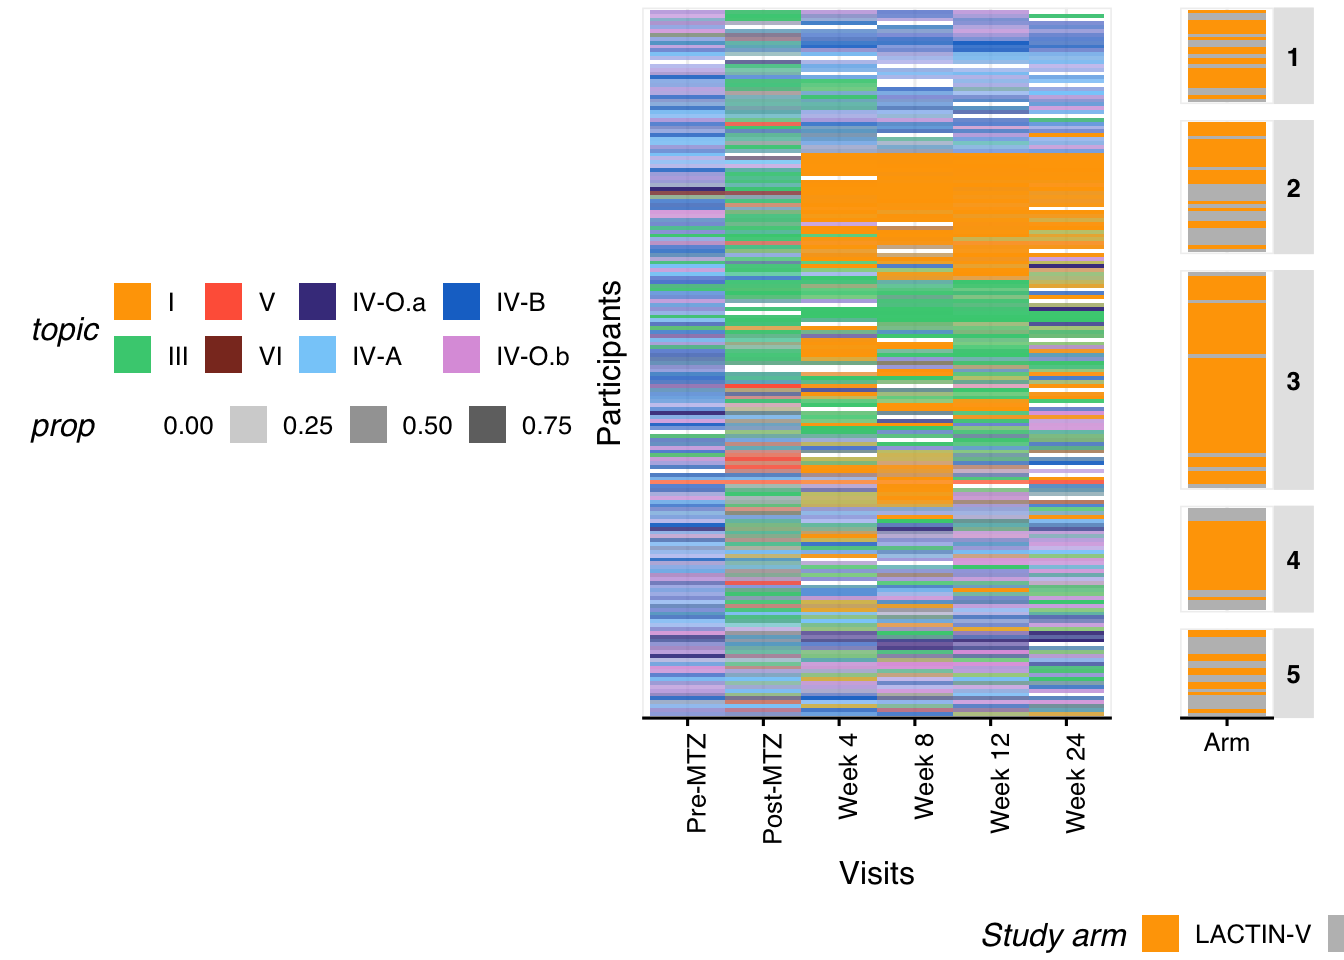 topic
I
V
IV-O.a
IV-B
III
VI
IV-A
IV-O.b
prop
0.00
0.25
0.50
0.75
Participants
Pre-MTZ
Post-MTZ
Week 4
Week 8
Week 12
Week 24
Visits
1
2
3
4
5
Arm
Study arm
LACTIN-V